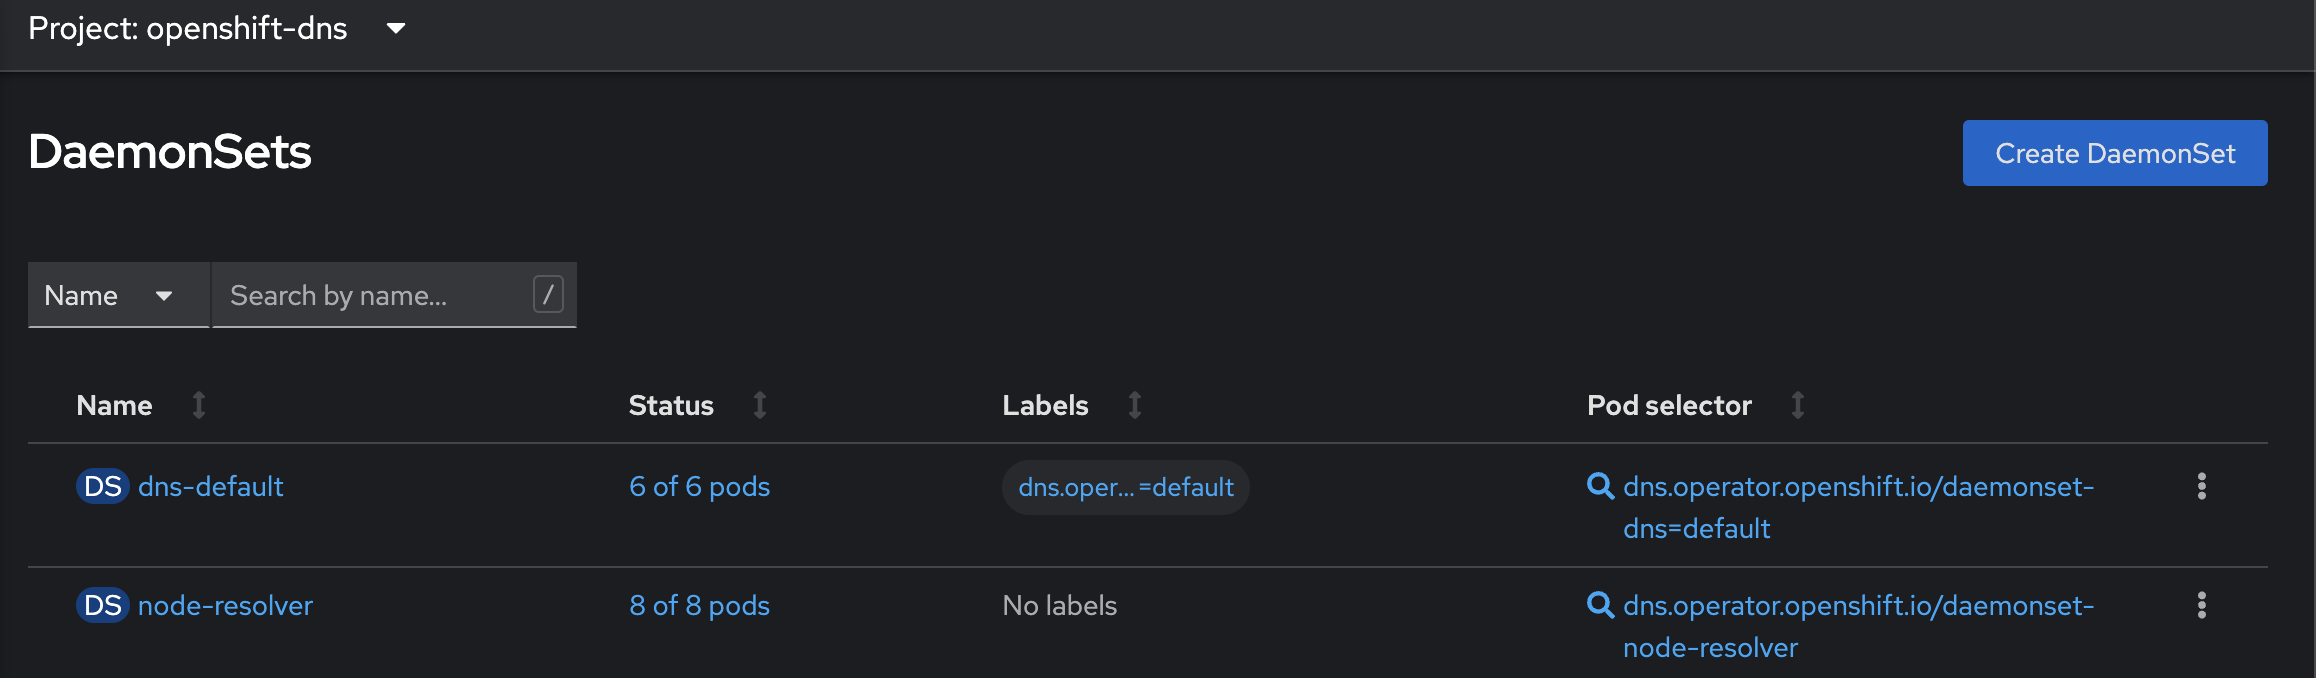 Project: openshift-dns
DaemonSets
Create DaemonSet
Name Search by name... /
Name Status Labels Pod selector
DS dns-default 6 of 6 pods dns.oper... =default dns.operator.openshift.io/daemonset-
dns=default
DS node-resolver 8 of 8 pods No labels dns.operator.openshift.io/daemonset-
node-resolver